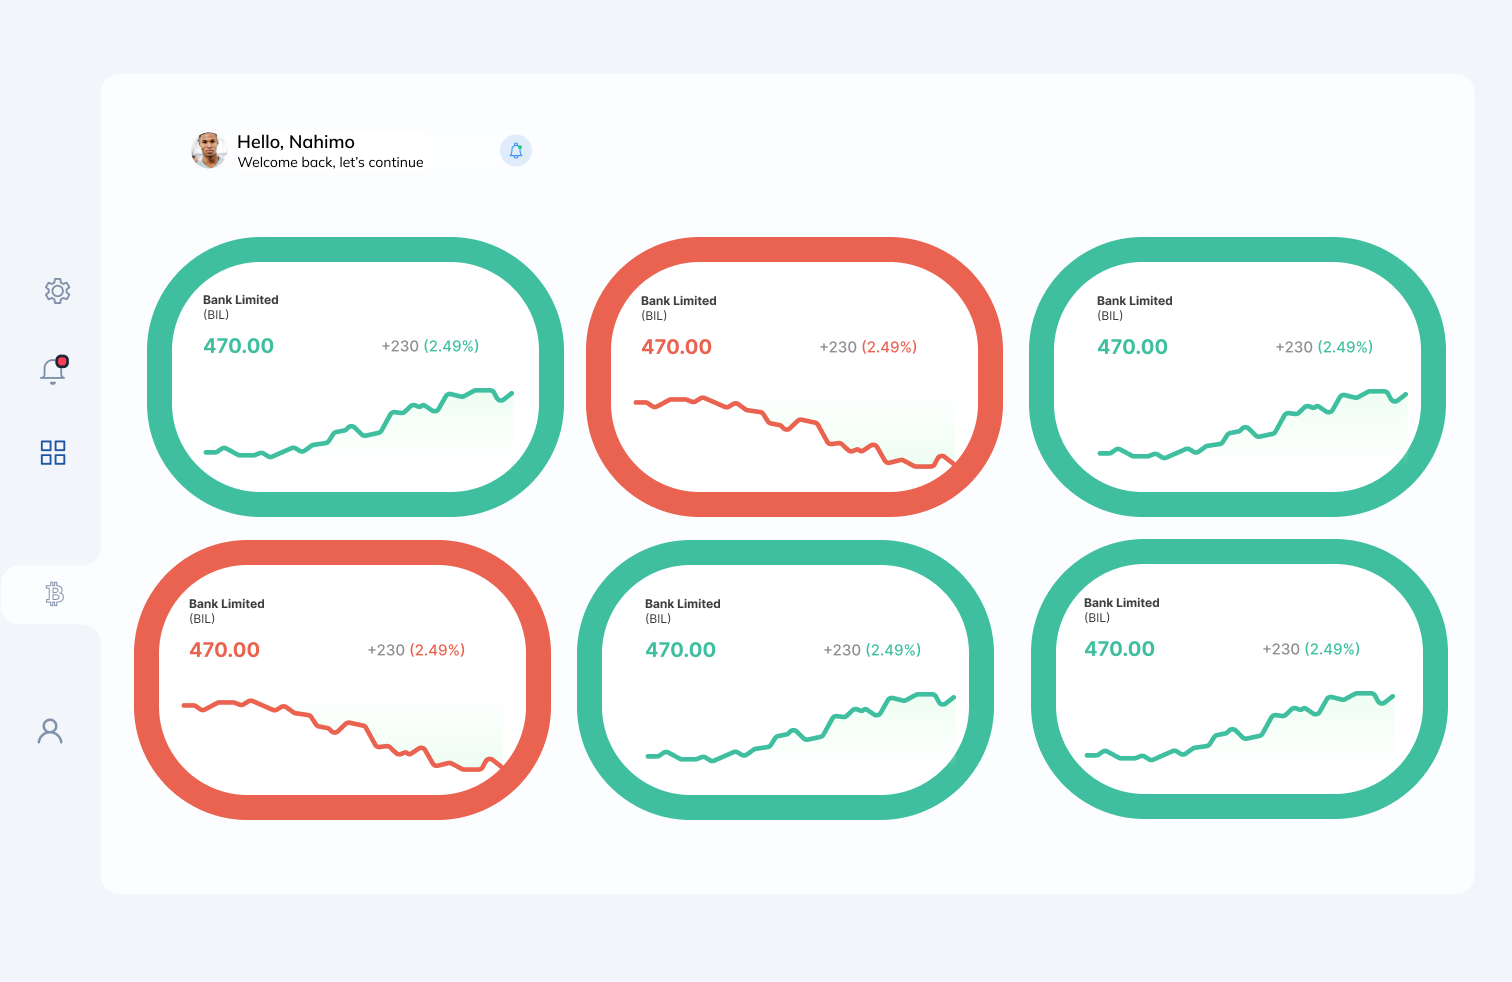 Hello, Nahimo
Welcome back, let's continue
Bank Limited
(BIL)
470.00 +230 (2.49%)
Bank Limited
(BIL)
470.00 +230 (2.49%)
Bank Limited
(BIL)
470.00 +230 (2.49%)
Bank Limited
(BIL)
470.00 +230 (2.49%)
Bank Limited
(BIL)
470.00 +230 (2.49%)
Bank Limited
(BIL)
470.00 +230 (2.49%)